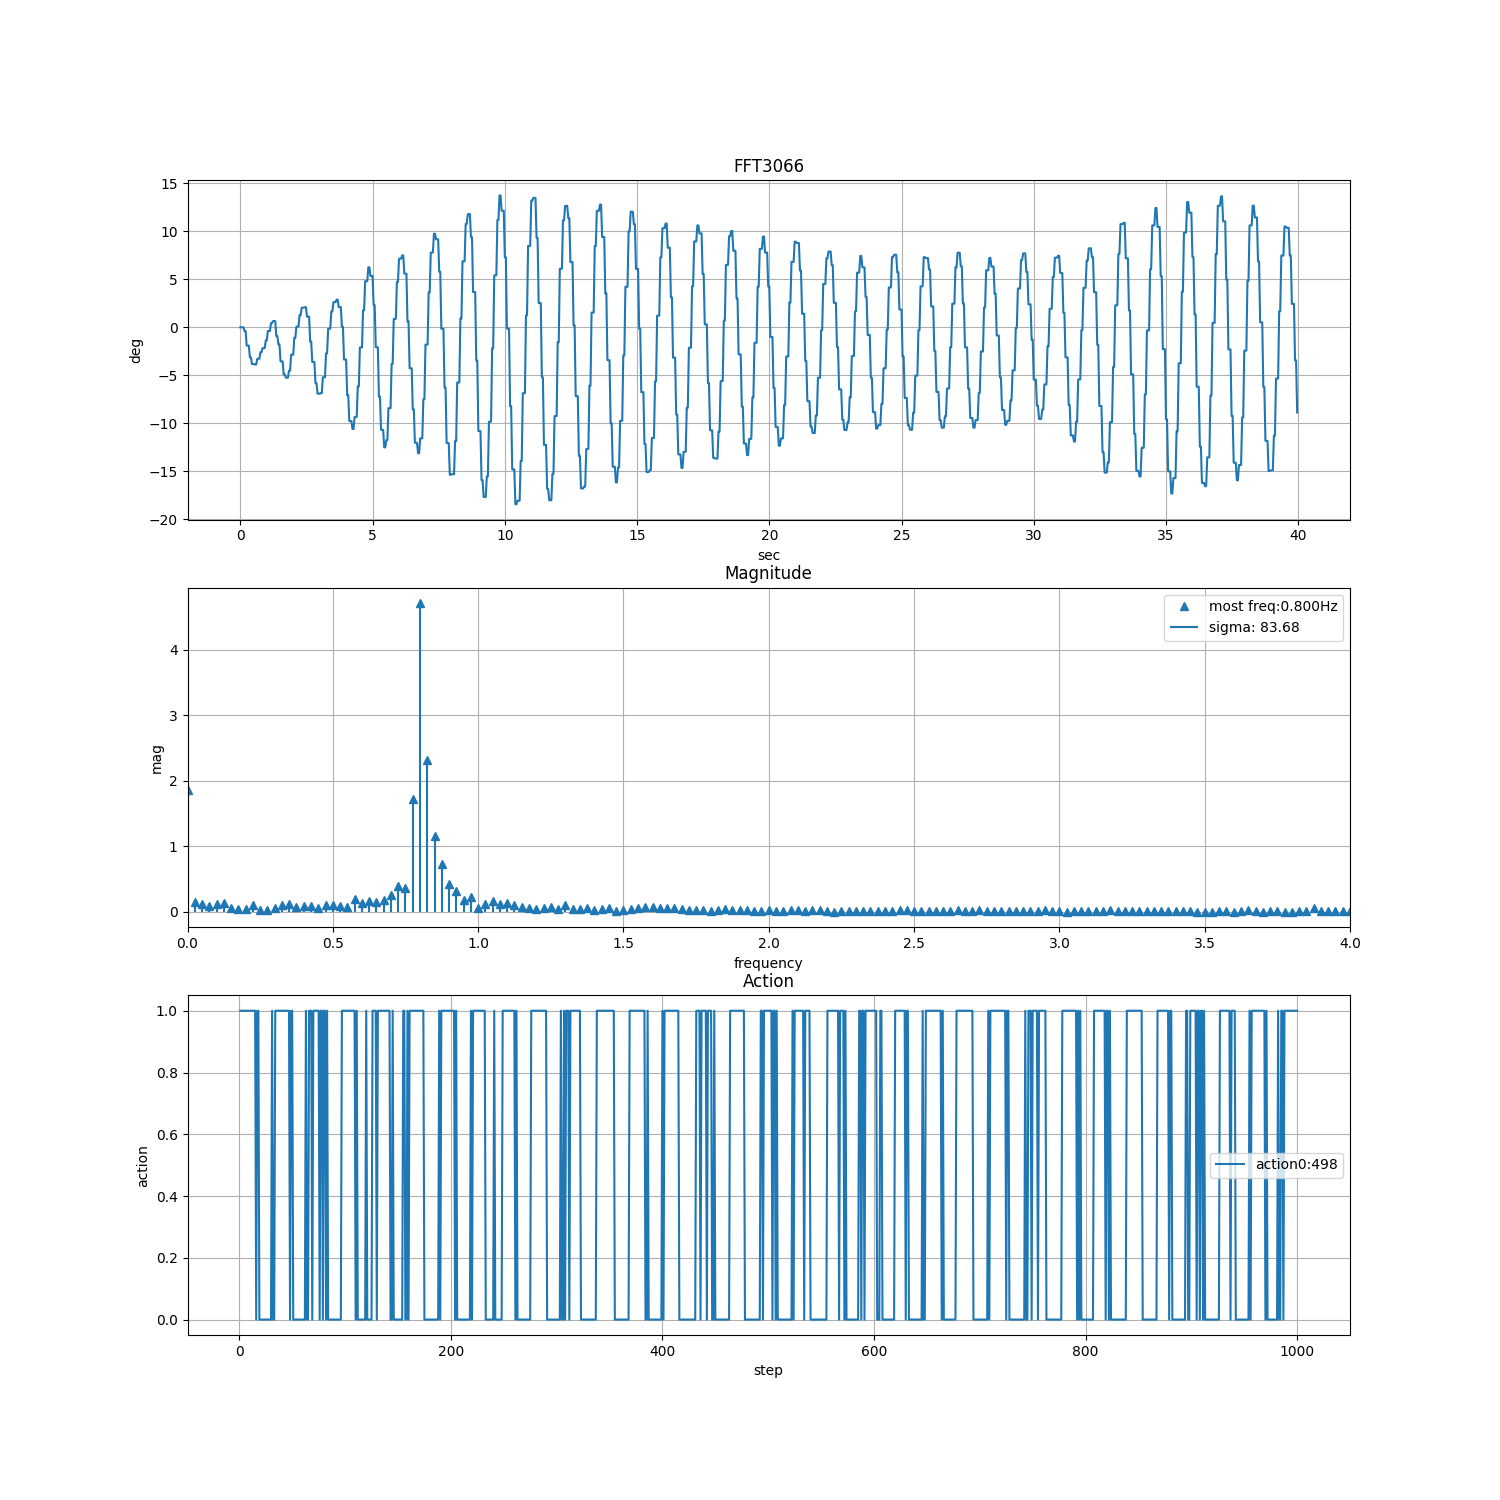 FFT3066
15
10
5
0
−5
−10
−15
−20
deg
0 5 10 15 20 25 30 35 40
sec
Magnitude
most freq:0.800Hz
sigma: 83.68
4
3
2
1
0
mag
0.0 0.5 1.0 1.5 2.0 2.5 3.0 3.5 4.0
frequency
Action
1.0
0.8
0.6
0.4
0.2
0.0
action
action0:498
0 200 400 600 800 1000
step